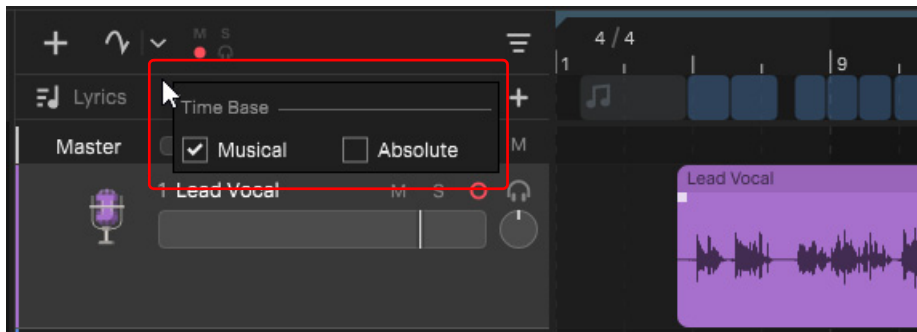 M S
4 / 4
1
9
Lyrics
Time Base
Musical
Absolute
Master
M
1 Lead Vocal
M S
Lead Vocal